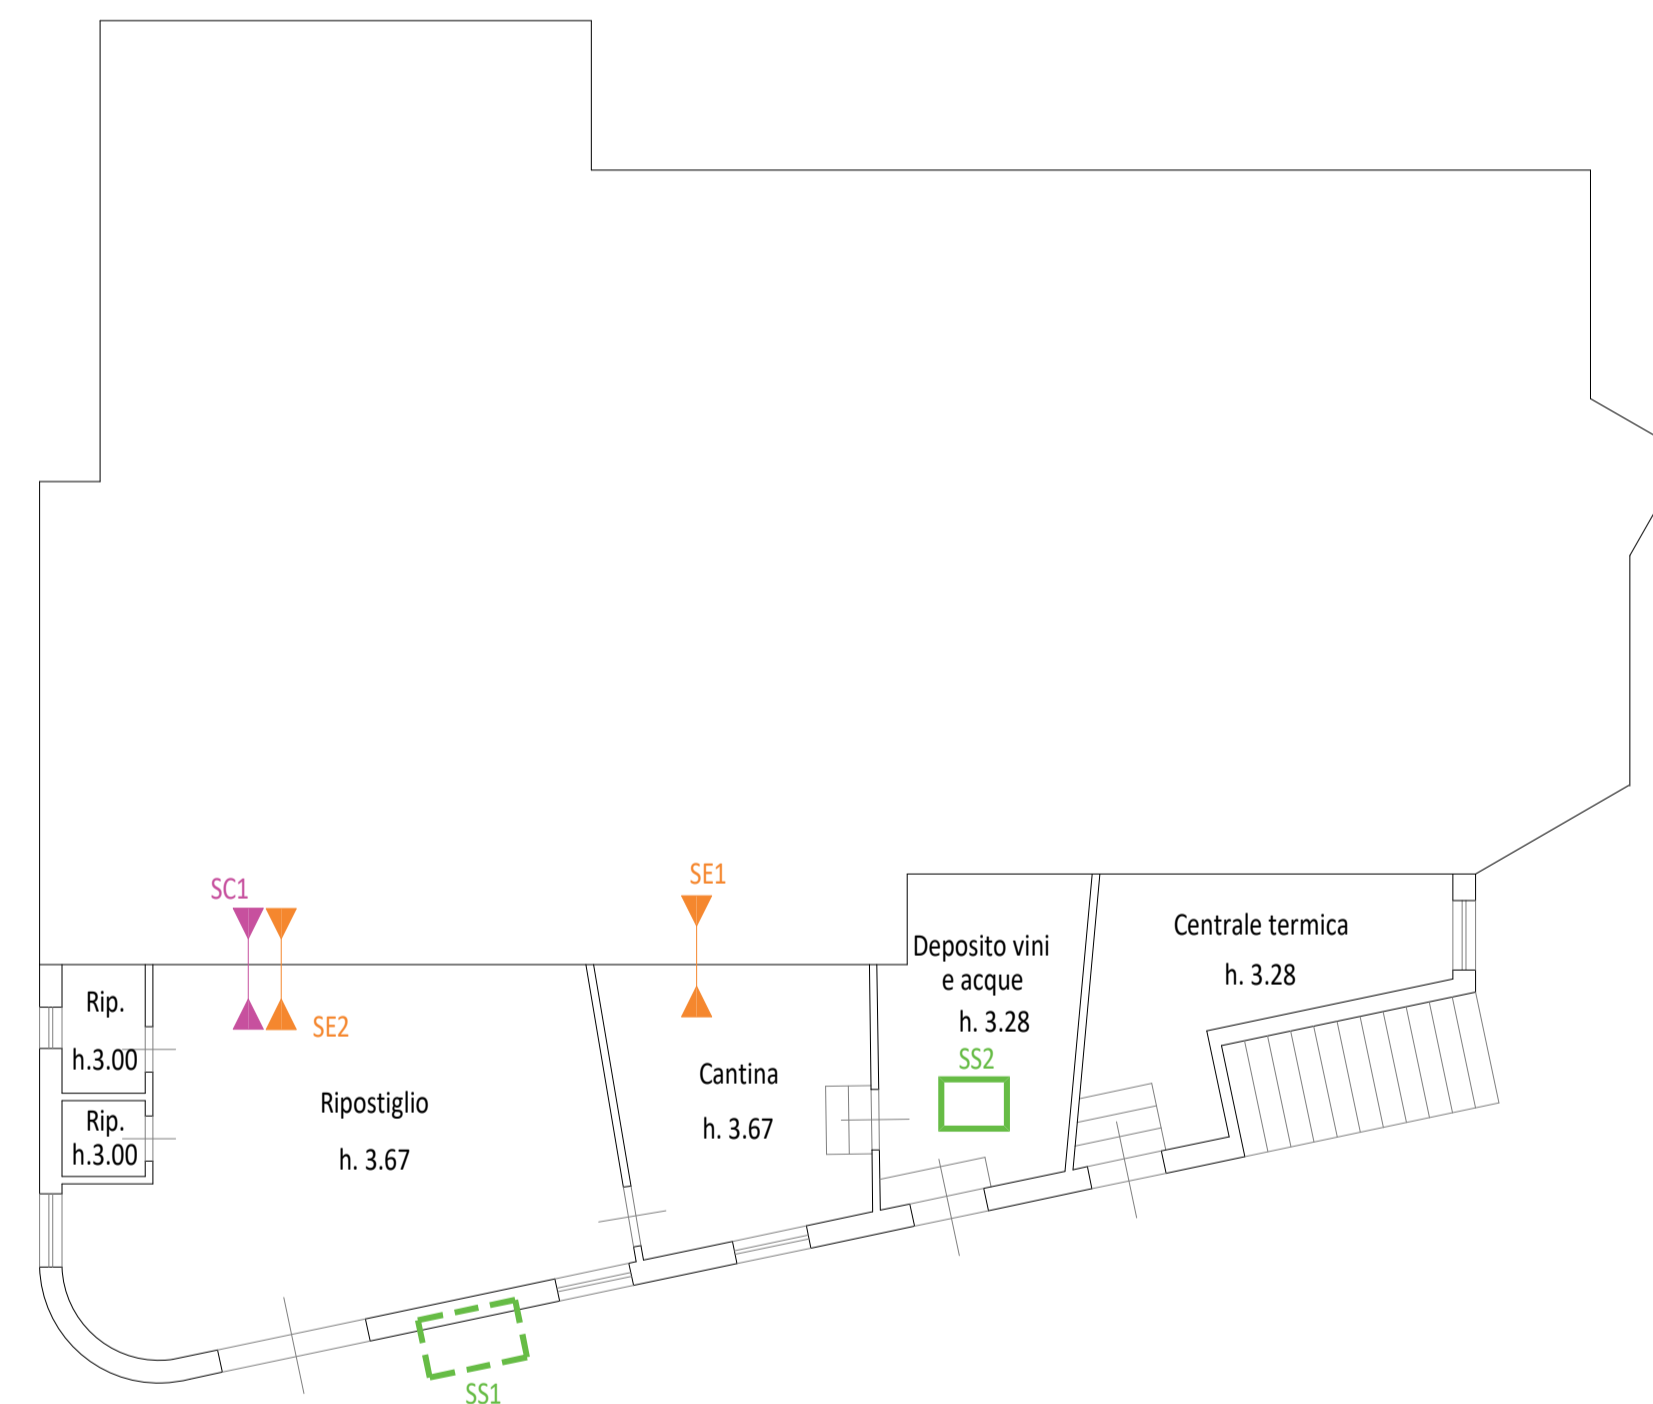 SC1
SE1
SE2
Rip.
h.3.00
Rip.
h.3.00
Ripostiglio
h. 3.67
Cantina
h. 3.67
Deposito vini
e acque
h. 3.28
SS2
Centrale termica
h. 3.28
SS1